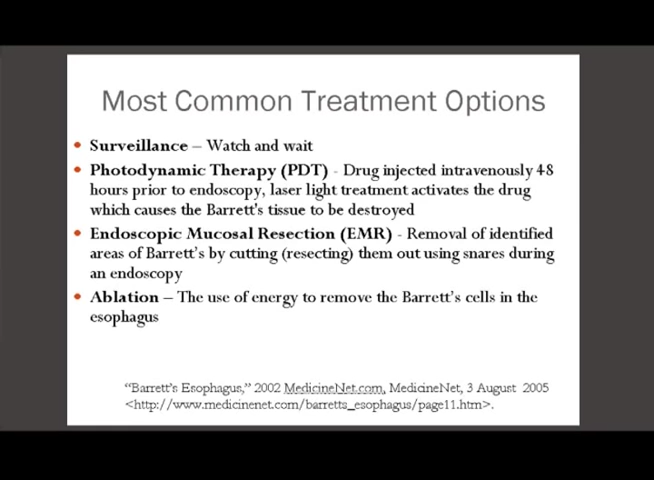 Most Common Treatment Options
• Surveillance – Watch and wait
• Photodynamic Therapy (PDT) - Drug injected intravenously 48
hours prior to endoscopy, laser light treatment activates the drug
which causes the Barrett's tissue to be destroyed
• Endoscopic Mucosal Resection (EMR) - Removal of identified
areas of Barrett's by cutting (resecting) them out using snares during
an endoscopy
• Ablation – The use of energy to remove the Barrett's cells in the
esophagus
"Barrett's Esophagus," 2002 MedicineNet.com, MedicineNet, 3 August 2005
<http://www.medicinenet.com/barretts_esophagus/page11.htm>.